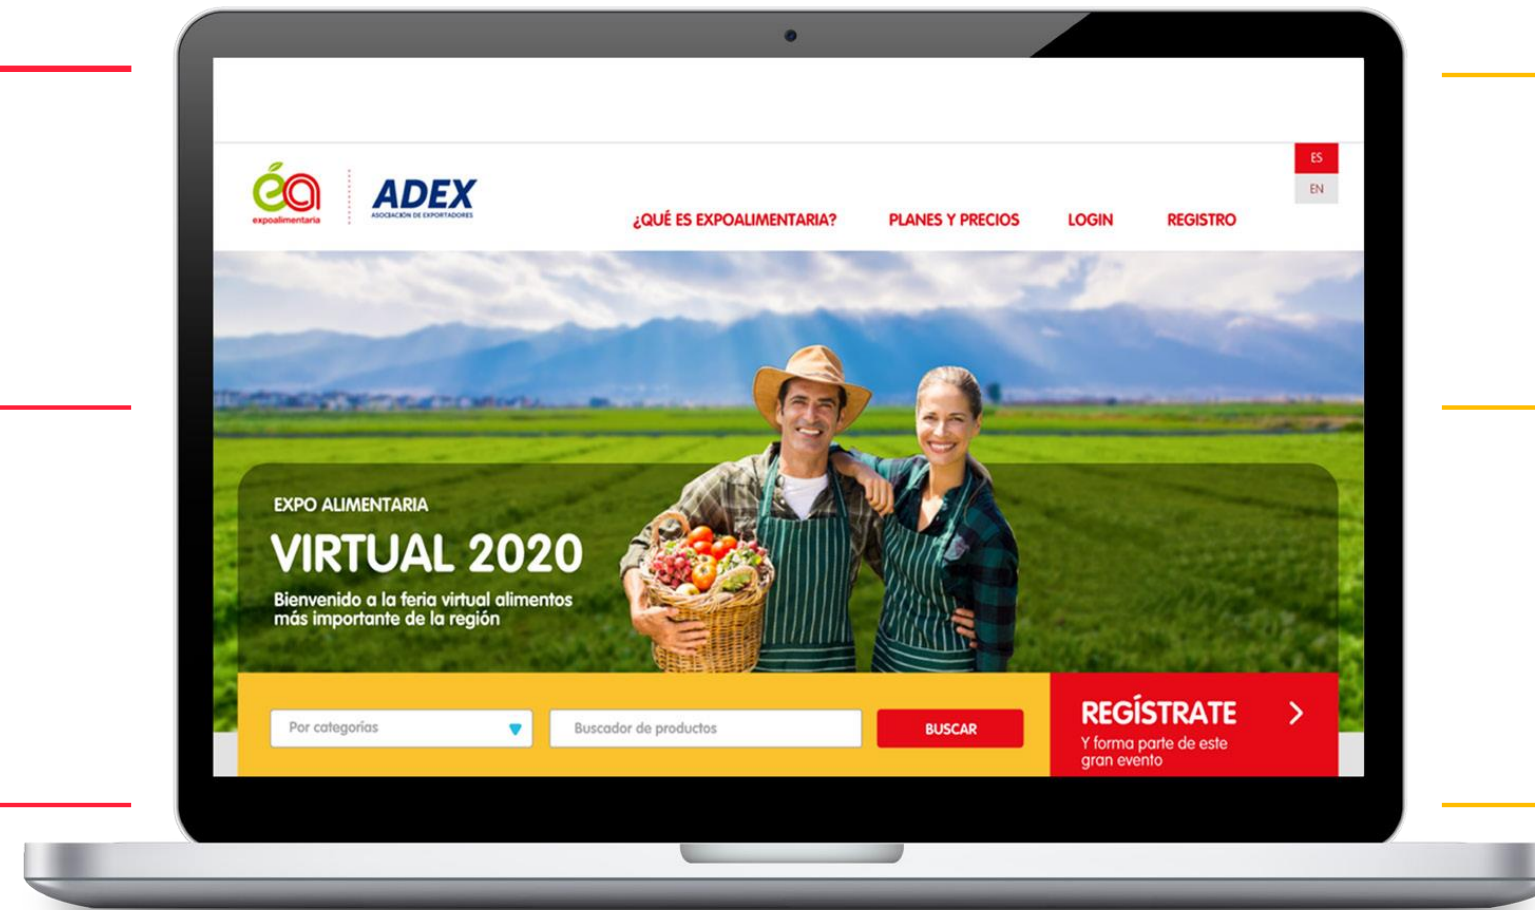 ES
EN
éa
expoalimentaria
ADEX
ASOCIACIÓN DE EXPORTADORES
¿QUÉ ES EXPOALIMENTARIA? PLANES Y PRECIOS LOGIN REGISTRO
EXPO ALIMENTARIA
VIRTUAL 2020
Bienvenido a la feria virtual alimentos
más importante de la región
Por categorías
Buscador de productos
BUSCAR
REGÍSTRATE
Y forma parte de este
gran evento